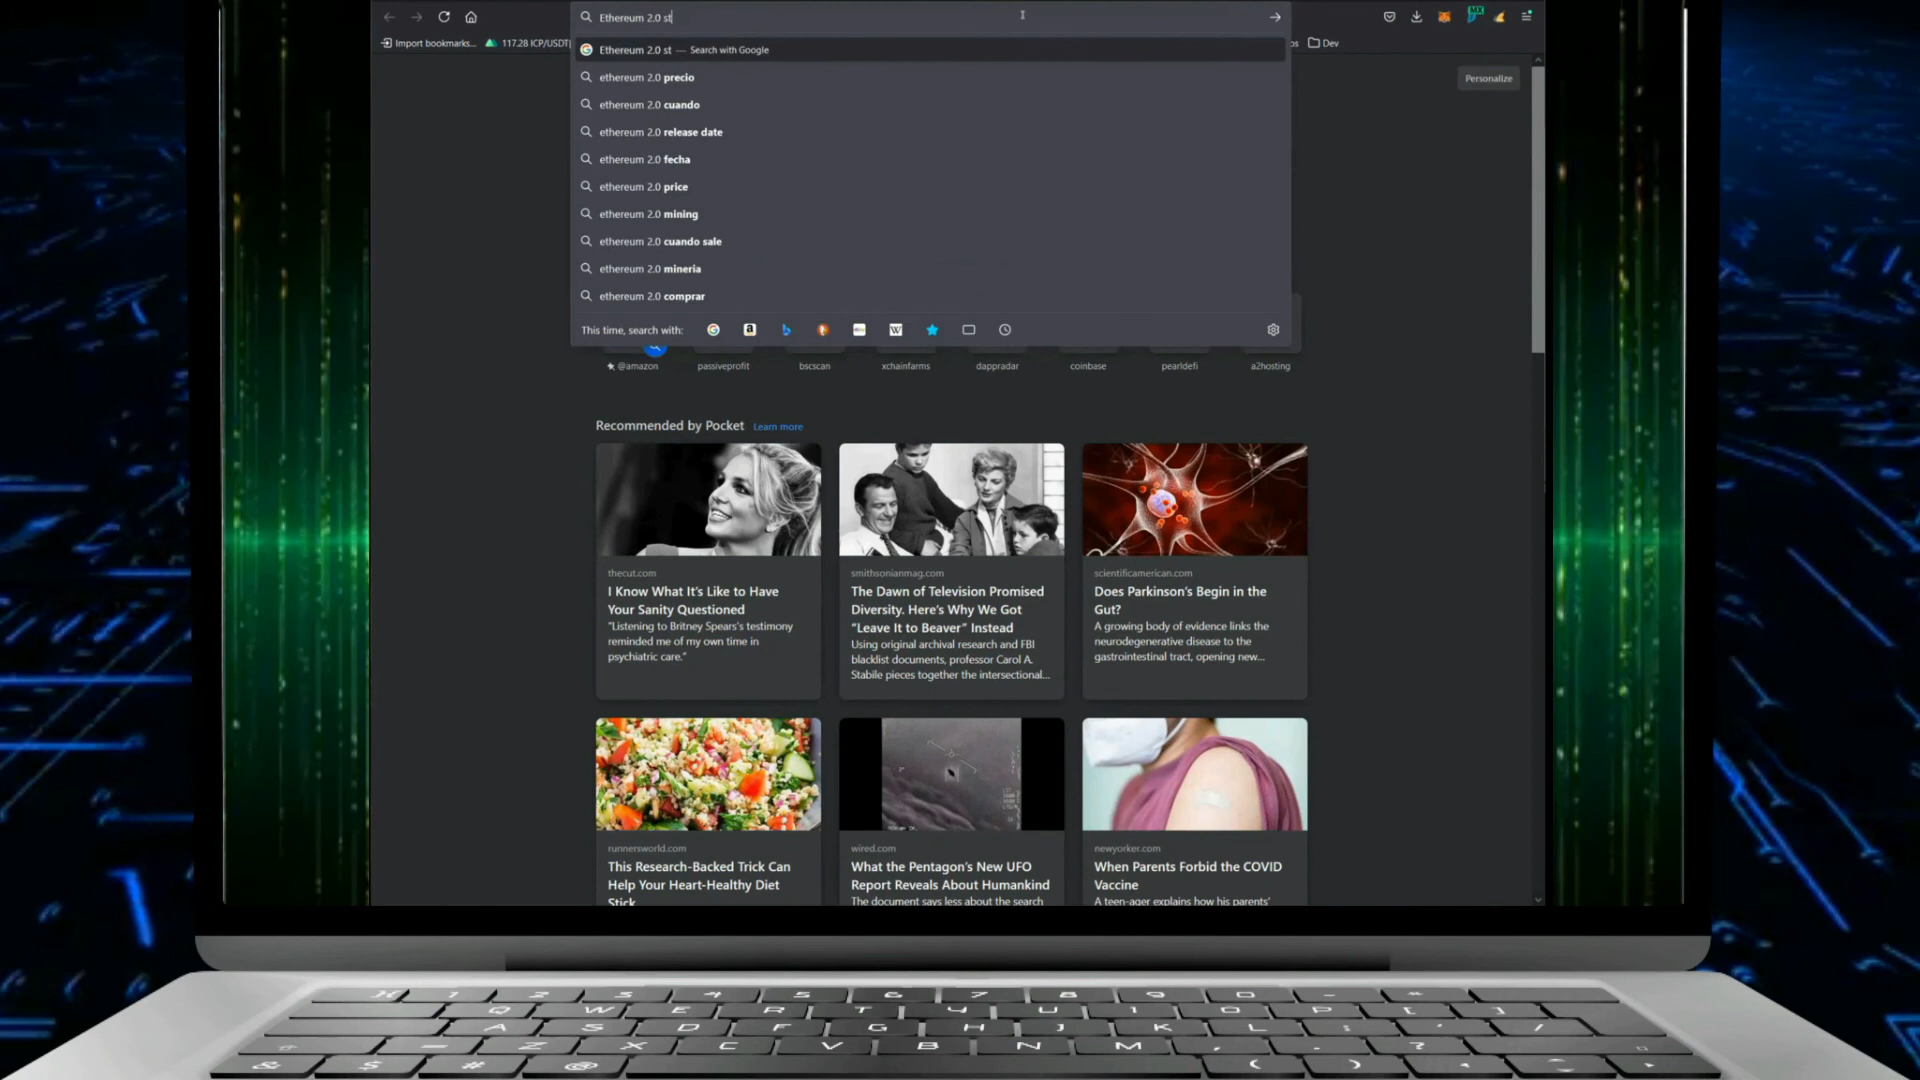 Ethereum 2.0 st
Import bookmarks...
117.28 ICP/USDT|
Dev
Ethereum 2.0 st — Search with Google
ethereum 2.0 precio
ethereum 2.0 cuando
ethereum 2.0 release date
ethereum 2.0 fecha
ethereum 2.0 price
ethereum 2.0 mining
ethereum 2.0 cuando sale
ethereum 2.0 mineria
ethereum 2.0 comprar
This time, search with:
Personalize
@amazon
passiveprofit
bscscan
xchainfarms
dappradar
coinbase
pearldefi
a2hosting
Recommended by Pocket
Learn more
thecut.com
I Know What It's Like to Have
Your Sanity Questioned
"Listening to Britney Spears's testimony
reminded me of my own time in
psychiatric care."
smithsonianmag.com
The Dawn of Television Promised
Diversity. Here's Why We Got
"Leave It to Beaver" Instead
Using original archival research and FBI
blacklist documents, professor Carol A.
Stabile pieces together the intersectional...
scientificamerican.com
Does Parkinson's Begin in the
Gut?
A growing body of evidence links the
neurodegenerative disease to the
gastrointestinal tract, opening new...
runnersworld.com
This Research-Backed Trick Can
Help Your Heart-Healthy Diet
Stick
wired.com
What the Pentagon's New UFO
Report Reveals About Humankind
The document says less about the search
newyorker.com
When Parents Forbid the COVID
Vaccine
A teen-ager explains how his parents'
Q W E R T Y U I O P
A S D F G H J K L
Z X C V B N M